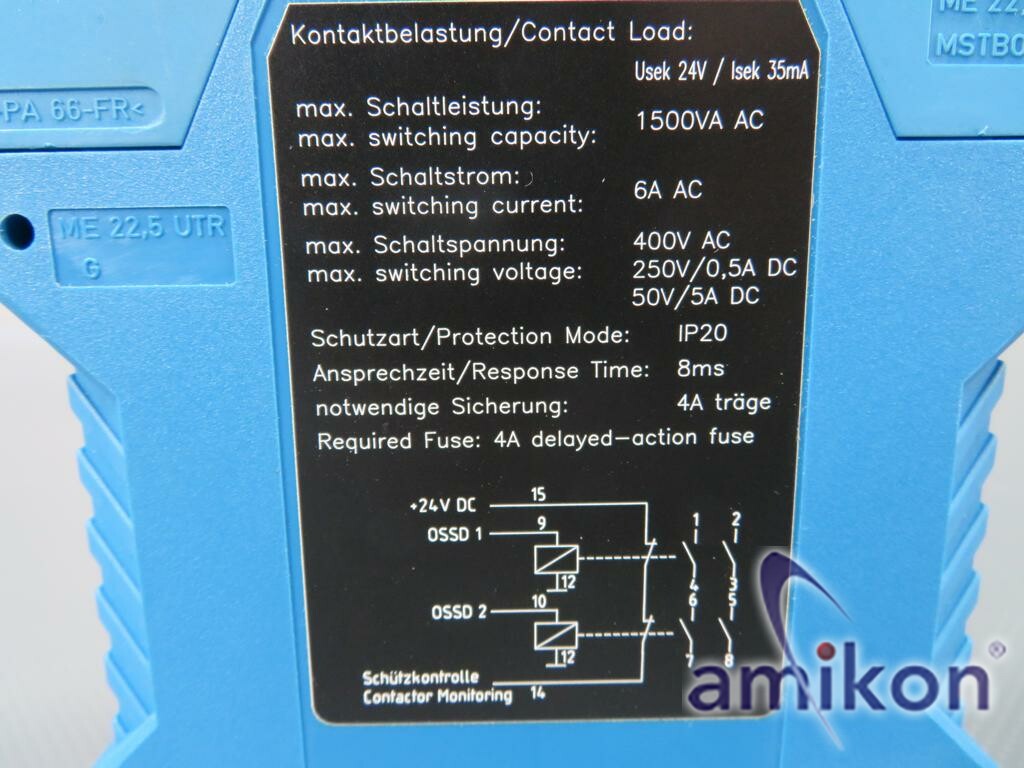 Kontaktbelastung/Contact Load:
Usek 24V / Isek 35mA
max. Schaltleistung:
max. switching capacity:
1500VA AC
max. Schaltstrom:
max. switching current:
6A AC
max. Schaltspannung:
400V AC
max. switching voltage:
250V/0,5A DC
50V/5A DC
Schutzart/Protection Mode: IP20
Ansprechzeit/Response Time: 8ms
notwendige Sicherung: 4A träge
Required Fuse: 4A delayed-action fuse
+24V DC 15
OSSD 1 9
12
1 2
4 3
OSSD 2 10
12
6 5
7 8
Schützkontrolle
Contactor Monitoring 14
-PA 66-FR<
ME 22,5 UTR
G
ME 22,
MSTBO
amikon®